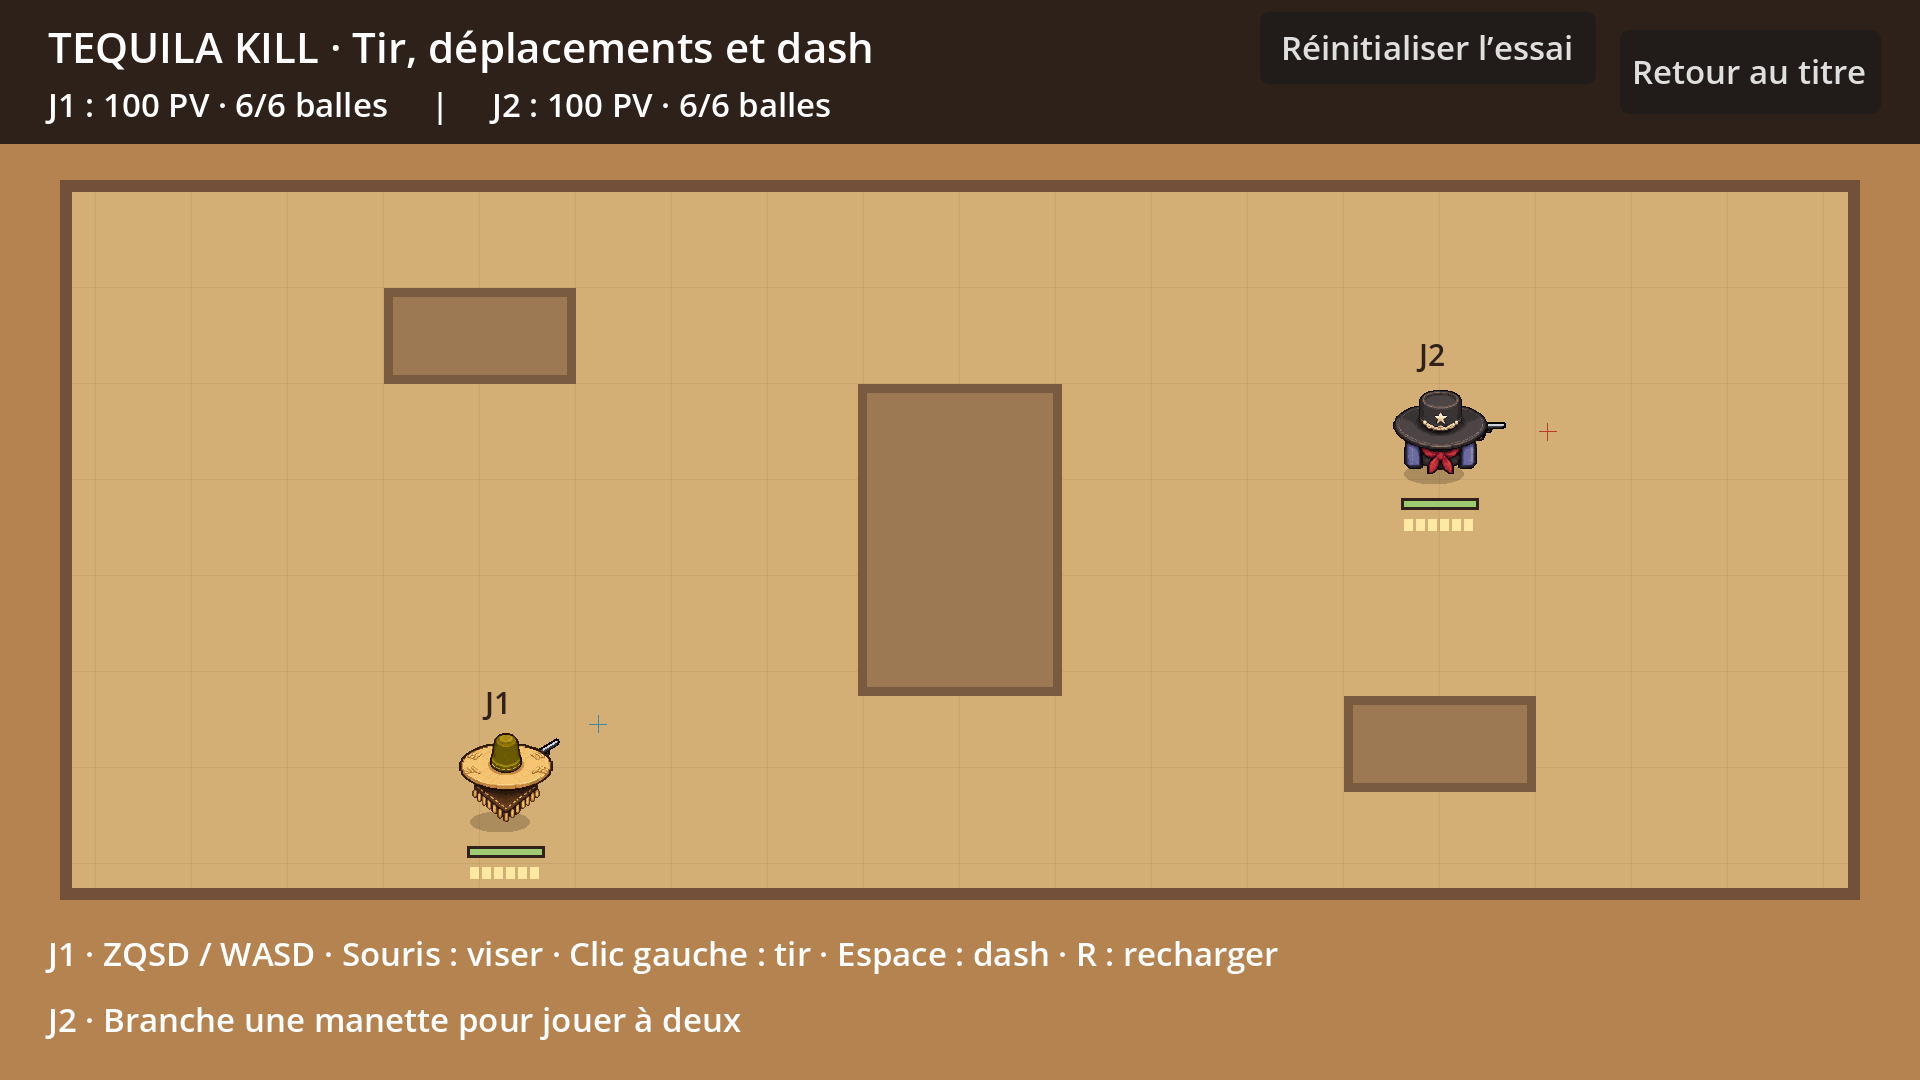 TEQUILA KILL · Tir, déplacements et dash
Réinitialiser l’essai
Retour au titre
J1 : 100 PV · 6/6 balles | J2 : 100 PV · 6/6 balles
J2
J1
J1 · ZQSD / WASD · Souris : viser · Clic gauche : tir · Espace : dash · R : recharger
J2 · Branche une manette pour jouer à deux